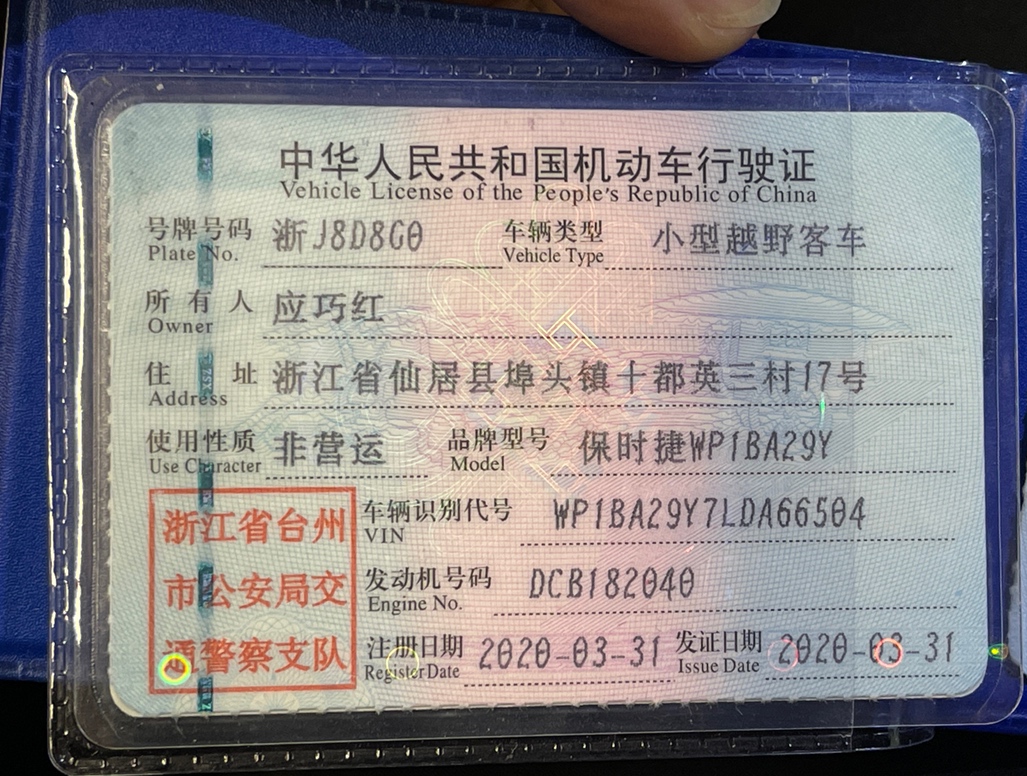 中华人民共和国机动车行驶证
Vehicle License of the People's Republic of China
号牌号码 浙J8D8G0 车辆类型 小型越野客车
Plate No. Vehicle Type
所有人 应巧红
Owner
住址 浙江省仙居县埠头镇十都英三村17号
Address
使用性质 非营运 品牌型号 保时捷WP1BA29Y
Use Character Model
浙江省台州
市公安局交
通警察支队
车辆识别代号 WP1BA29Y7LDA66504
VIN
发动机号码 DCB182040
Engine No.
注册日期 2020-03-31 发证日期 2020-03-31
Register Date Issue Date